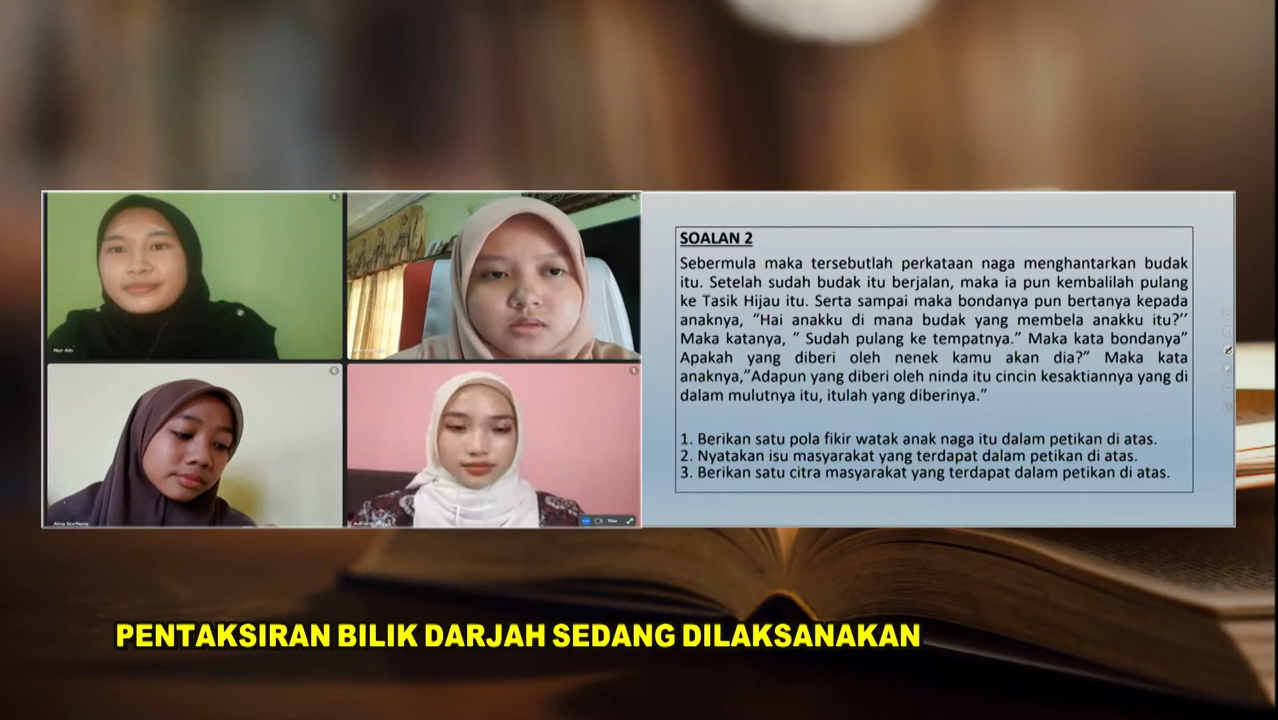 Nur Ain
SOALAN 2
Sebermula maka tersebutlah perkataan naga menghantarkan budak
itu. Setelah sudah budak itu berjalan, maka ia pun kembalilah pulang
ke Tasik Hijau itu. Serta sampai maka bondanya pun bertanya kepada
anaknya, “Hai anakku di mana budak yang membela anakku itu?’’
Maka katanya, “ Sudah pulang ke tempatnya.” Maka kata bondanya”
Apakah yang diberi oleh nenek kamu akan dia?” Maka kata
anaknya,”Adapun yang diberi oleh ninda itu cincin kesaktiannya yang di
dalam mulutnya itu, itulah yang diberinya.”
1. Berikan satu pola fikir watak anak naga itu dalam petikan di atas.
2. Nyatakan isu masyarakat yang terdapat dalam petikan di atas.
3. Berikan satu citra masyarakat yang terdapat dalam petikan di atas.
You
PENTAKSIRAN BILIK DARJAH SEDANG DILAKSANAKAN